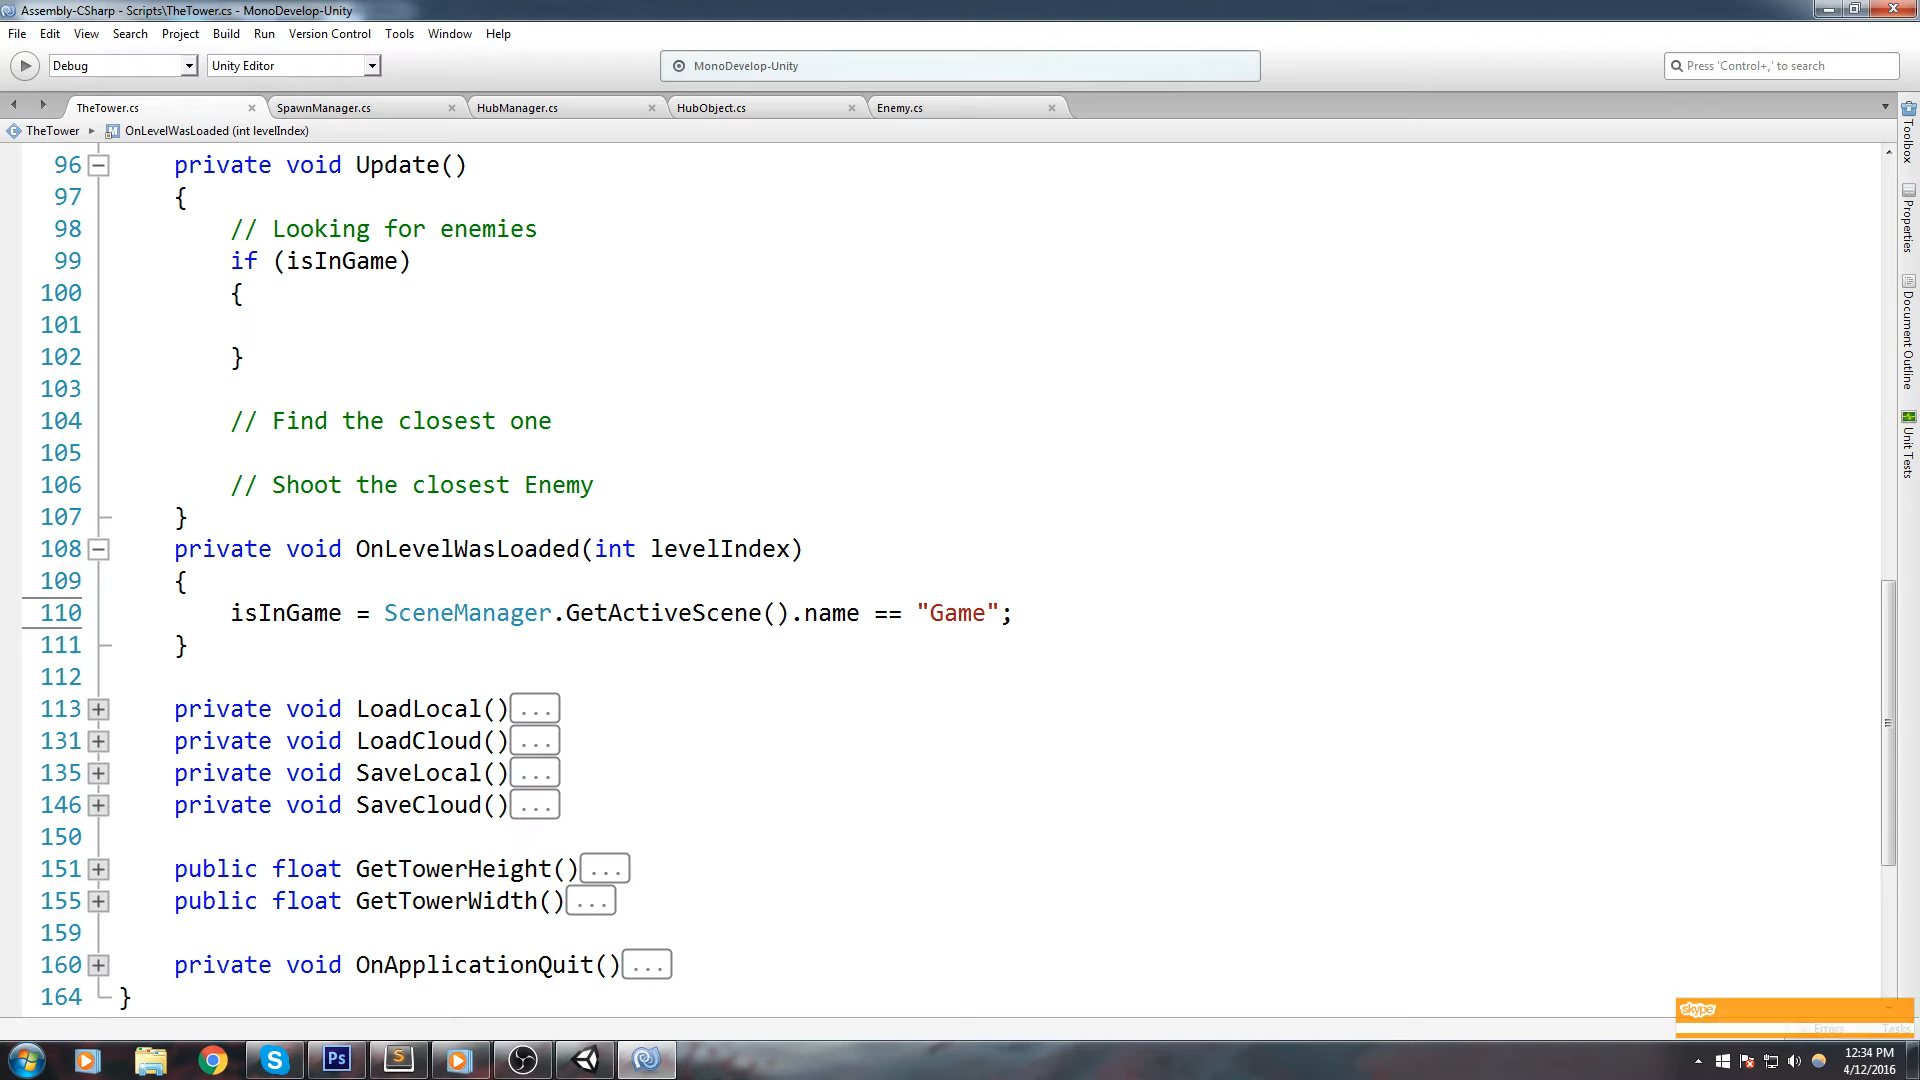 Assembly-CSharp - Scripts\TheTower.cs - MonoDevelop-Unity
File Edit View Search Project Build Run Version Control Tools Window Help
Debug Unity Editor MonoDevelop-Unity Press 'Control+,' to search
TheTower.cs SpawnManager.cs HubManager.cs HubObject.cs Enemy.cs
TheTower OnLevelWasLoaded (int levelIndex)
96 private void Update()
97 {
98 // Looking for enemies
99 if (isInGame)
100 {
101
102 }
103
104 // Find the closest one
105
106 // Shoot the closest Enemy
107 }
108 private void OnLevelWasLoaded(int levelIndex)
109 {
110 isInGame = SceneManager.GetActiveScene().name == "Game";
111 }
112
113 private void LoadLocal()...
131 private void LoadCloud()...
135 private void SaveLocal()...
146 private void SaveCloud()...
150
151 public float GetTowerHeight()...
155 public float GetTowerWidth()...
159
160 private void OnApplicationQuit()...
164 }
Toolbox
Properties
Document Outline
Unit Tests
skype
Errors Tasks
Ps S
12:34 PM
4/12/2016